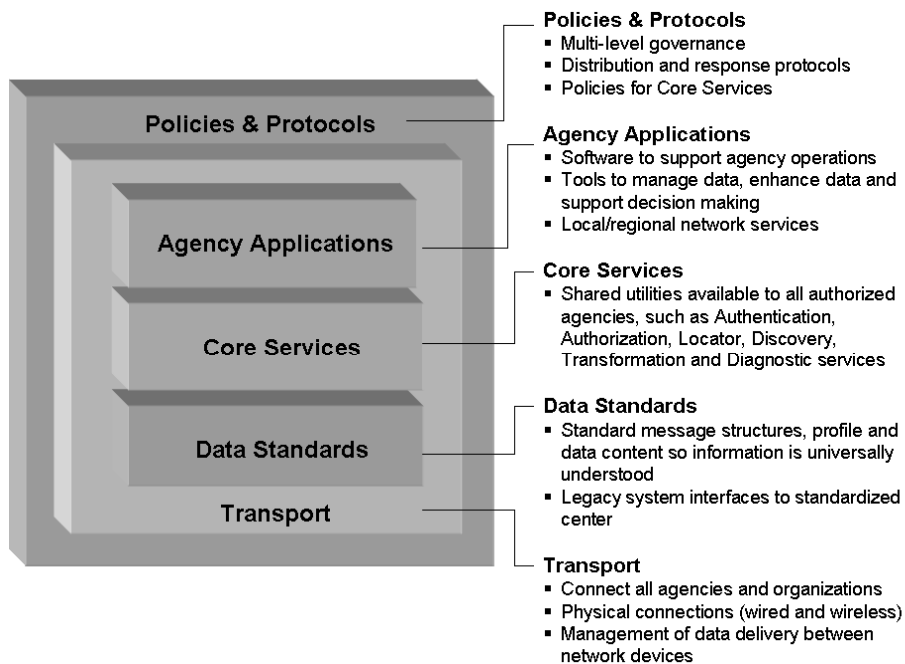 Policies & Protocols
Agency Applications
Core Services
Data Standards
Transport
Policies & Protocols
▪ Multi-level governance
▪ Distribution and response protocols
▪ Policies for Core Services
Agency Applications
▪ Software to support agency operations
▪ Tools to manage data, enhance data and
support decision making
▪ Local/regional network services
Core Services
▪ Shared utilities available to all authorized
agencies, such as Authentication,
Authorization, Locator, Discovery,
Transformation and Diagnostic services
Data Standards
▪ Standard message structures, profile and
data content so information is universally
understood
▪ Legacy system interfaces to standardized
center
Transport
▪ Connect all agencies and organizations
▪ Physical connections (wired and wireless)
▪ Management of data delivery between
network devices